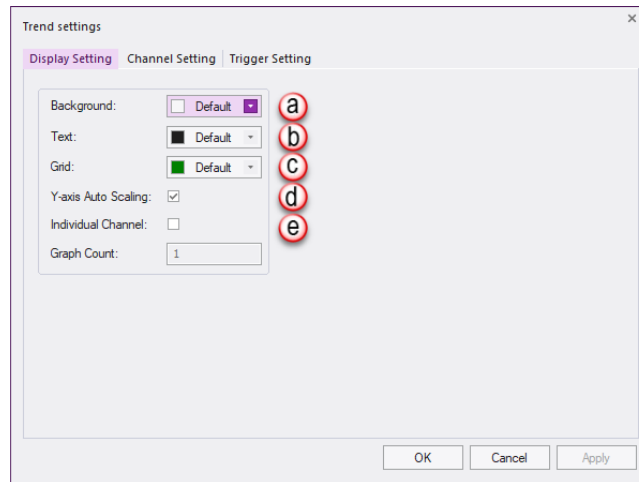 Trend settings
Display Setting Channel Setting Trigger Setting
Background: Default a
Text: Default b
Grid: Default c
Y-axis Auto Scaling: d
Individual Channel: e
Graph Count: 1
OK Cancel Apply